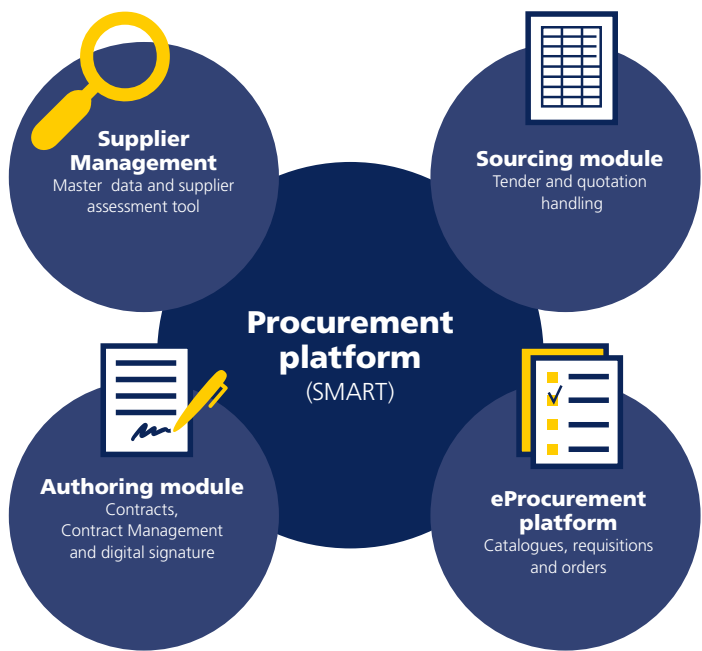 Supplier
Management
Master data and supplier
assessment tool
Sourcing module
Tender and quotation
handling
Procurement
platform
(SMART)
Authoring module
Contracts,
Contract Management
and digital signature
eProcurement
platform
Catalogues, requisitions
and orders